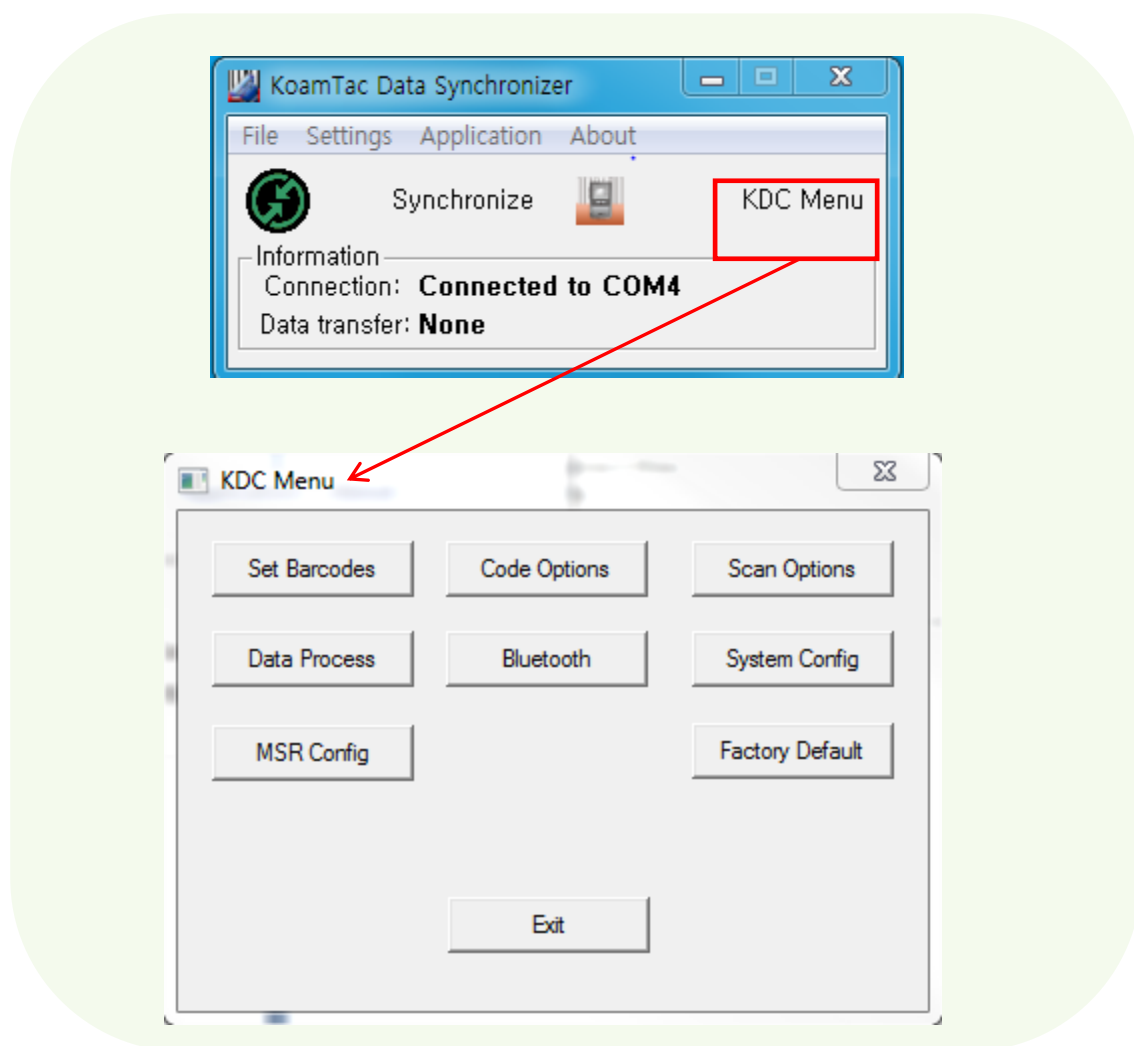 KoamTac Data Synchronizer
File Settings Application About
Synchronize KDC Menu
Information
Connection: Connected to COM4
Data transfer: None
KDC Menu
Set Barcodes Code Options Scan Options
Data Process Bluetooth System Config
MSR Config Factory Default
Exit